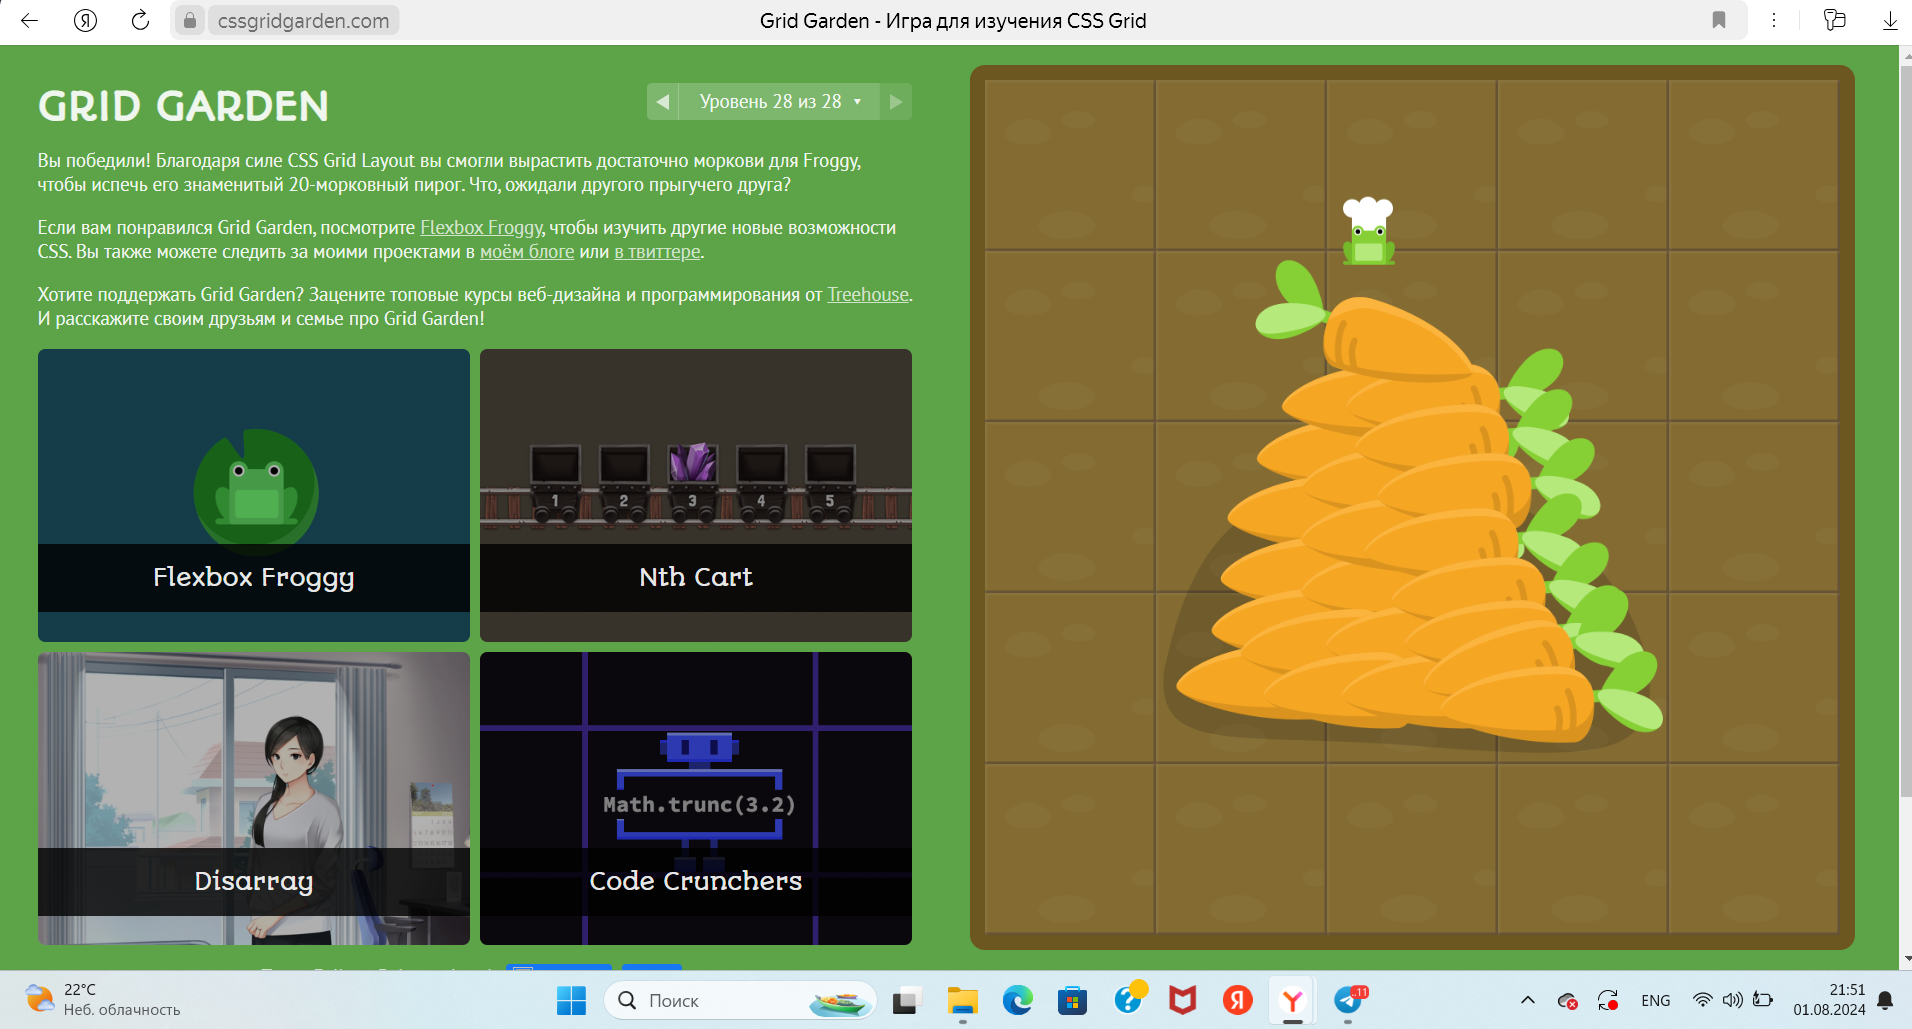 cssgridgarden.com
Grid Garden - Игра для изучения CSS Grid
GRID GARDEN
Уровень 28 из 28
Вы победили! Благодаря силе CSS Grid Layout вы смогли вырастить достаточно моркови для Froggy,
чтобы испечь его знаменитый 20-морковный пирог. Что, ожидали другого прыгучего друга?
Если вам понравился Grid Garden, посмотрите Flexbox Froggy, чтобы изучить другие новые возможности
CSS. Вы также можете следить за моими проектами в моём блоге или в твиттере.
Хотите поддержать Grid Garden? Зацените топовые курсы веб-дизайна и программирования от Treehouse.
И расскажите своим друзьям и семье про Grid Garden!
1 2 3 4 5
Flexbox Froggy
Nth Cart
Math.trunc(3.2)
Disarray
Code Crunchers
22°C
Неб. облачность
Поиск
11
ENG
21:51
01.08.2024